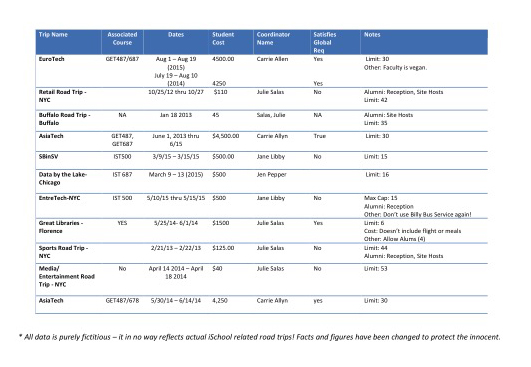 Trip Name Associated Course Dates Student Cost Coordinator Name Satisfies Global Req Notes
EuroTech GET487/687 Aug 1 – Aug 19 (2015) 4500.00 Carrie Allen Yes Limit: 30
Other: Faculty is vegan.
July 19 – Aug 10 (2014) 4250 Yes
Retail Road Trip - NYC 10/25/12 thru 10/27 $110 Julie Salas No Alumni: Reception, Site Hosts
Limit: 42
Buffalo Road Trip - Buffalo NA Jan 18 2013 45 Salas, Julie NA Alumni: Site Hosts
Limit: 35
AsiaTech GET487, GET687 June 1, 2013 thru 6/15 $4,500.00 Carrie Allyn True Limit: 30
SBinSV IST500 3/9/15 – 3/15/15 $500.00 Jane Libby No Limit: 15
Data by the Lake- Chicago IST 687 March 9 – 13 (2015) $500 Jen Pepper Limit: 16
EntreTech-NYC IST 500 5/10/15 thru 5/15/15 $500 Jane Libby No Max Cap: 15
Alumni: Reception
Other: Don't use Billy Bus Service again!
Great Libraries - Florence YES 5/25/14- 6/1/14 $1500 Julie Salas Yes Limit: 6
Cost: Doesn't include flight or meals
Other: Allow Alums (4)
Sports Road Trip - NYC 2/21/13 – 2/22/13 $125.00 Julie Salas No Limit: 44
Alumni: Reception, Site Hosts
Media/ Entertainment Road Trip - NYC No April 14 2014 – April 18 2014 $40 Julie Salas No Limit: 53
AsiaTech GET487/678 5/30/14 – 6/14/14 4,250 Carrie Allyn yes Limit: 30
* All data is purely fictitious – it in no way reflects actual iSchool related road trips! Facts and figures have been changed to protect the innocent.